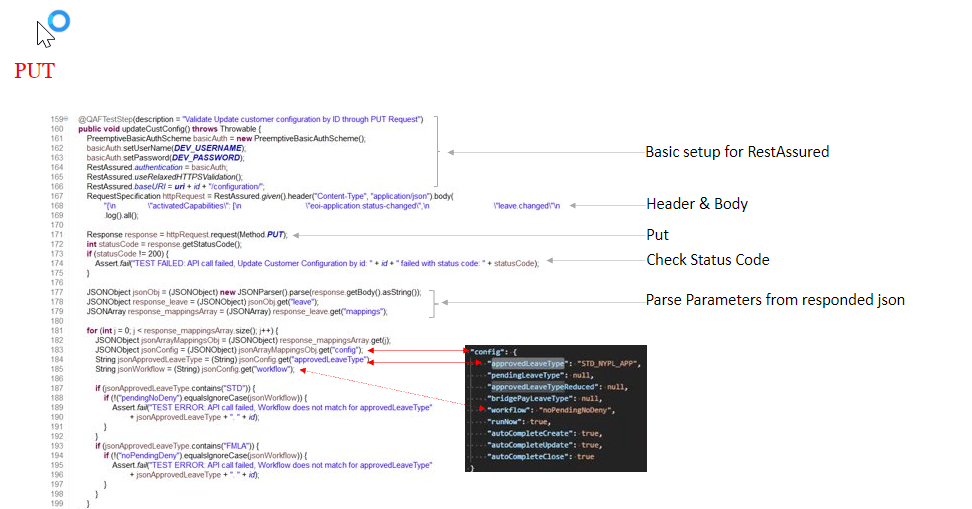 PUT
159 @QAFTestStep(description = "Validate Update customer configuration by ID through PUT Request")
160 public void updateCustConfig() throws Throwable {
161 PreemptiveBasicAuthScheme basicAuth = new PreemptiveBasicAuthScheme();
162 basicAuth.setUserName(DEV_USERNAME);
163 basicAuth.setPassword(DEV_PASSWORD);
164 RestAssured.authentication = basicAuth;
165 RestAssured.useRelaxedHTTPSValidation();
166 RestAssured.baseURI = uri + id + "/configuration/";
Basic setup for RestAssured
167 RequestSpecification httpRequest = RestAssured.given().header("Content-Type", "application/json").body(
168 "{\n \"activatedCapabilities\": [\n \"eoi-application.status-changed\",\n \"leave.changed\"\n
169 .log().all();
Header & Body
170
171 Response response = httpRequest.request(Method.PUT);
Put
172 int statusCode = response.getStatusCode();
173 if (statusCode != 200) {
174 Assert.fail("TEST FAILED: API call failed, Update Customer Configuration by id: " + id + " failed with status code: " + statusCode);
Check Status Code
175 }
176
177 JSONObject jsonObj = (JSONObject) new JSONParser().parse(response.getBody().asString());
178 JSONObject response_leave = (JSONObject) jsonObj.get("leave");
179 JSONArray response_mappingsArray = (JSONArray) response_leave.get("mappings");
Parse Parameters from responded json
180
181 for (int j = 0; j < response_mappingsArray.size(); j++) {
182 JSONObject jsonArrayMappingsObj = (JSONObject) response_mappingsArray.get(j);
183 JSONObject jsonConfig = (JSONObject) jsonArrayMappingsObj.get("config");
184 String jsonApprovedLeaveType = (String) jsonConfig.get("approvedLeaveType")
185 String jsonWorkflow = (String) jsonConfig.get("workflow");
186
187 if (jsonApprovedLeaveType.contains("STD")) {
188 if (!("pendingNoDeny").equalsIgnoreCase(jsonWorkflow)) {
189 Assert.fail("TEST ERROR: API call failed, Workflow does not match for approvedLeaveType"
190 + jsonApprovedLeaveType + ". " + id);
191 }
192 }
193 if (jsonApprovedLeaveType.contains("FMLA")) {
194 if (!("noPendingDeny").equalsIgnoreCase(jsonWorkflow)) {
195 Assert.fail("TEST ERROR: API call failed, Workflow does not match for approvedLeaveType"
196 + jsonApprovedLeaveType + ". " + id);
197 }
198 }
199 }
"config": {
"approvedLeaveType": "STD_NYPL_APP",
"pendingLeaveType": null,
"approvedLeaveTypeReduced": null,
"bridgePayLeaveType": null,
"workflow": "noPendingNoDeny",
"runNow": true,
"autoCompleteCreate": true,
"autoCompleteUpdate": true,
"autoCompleteClose": true
}